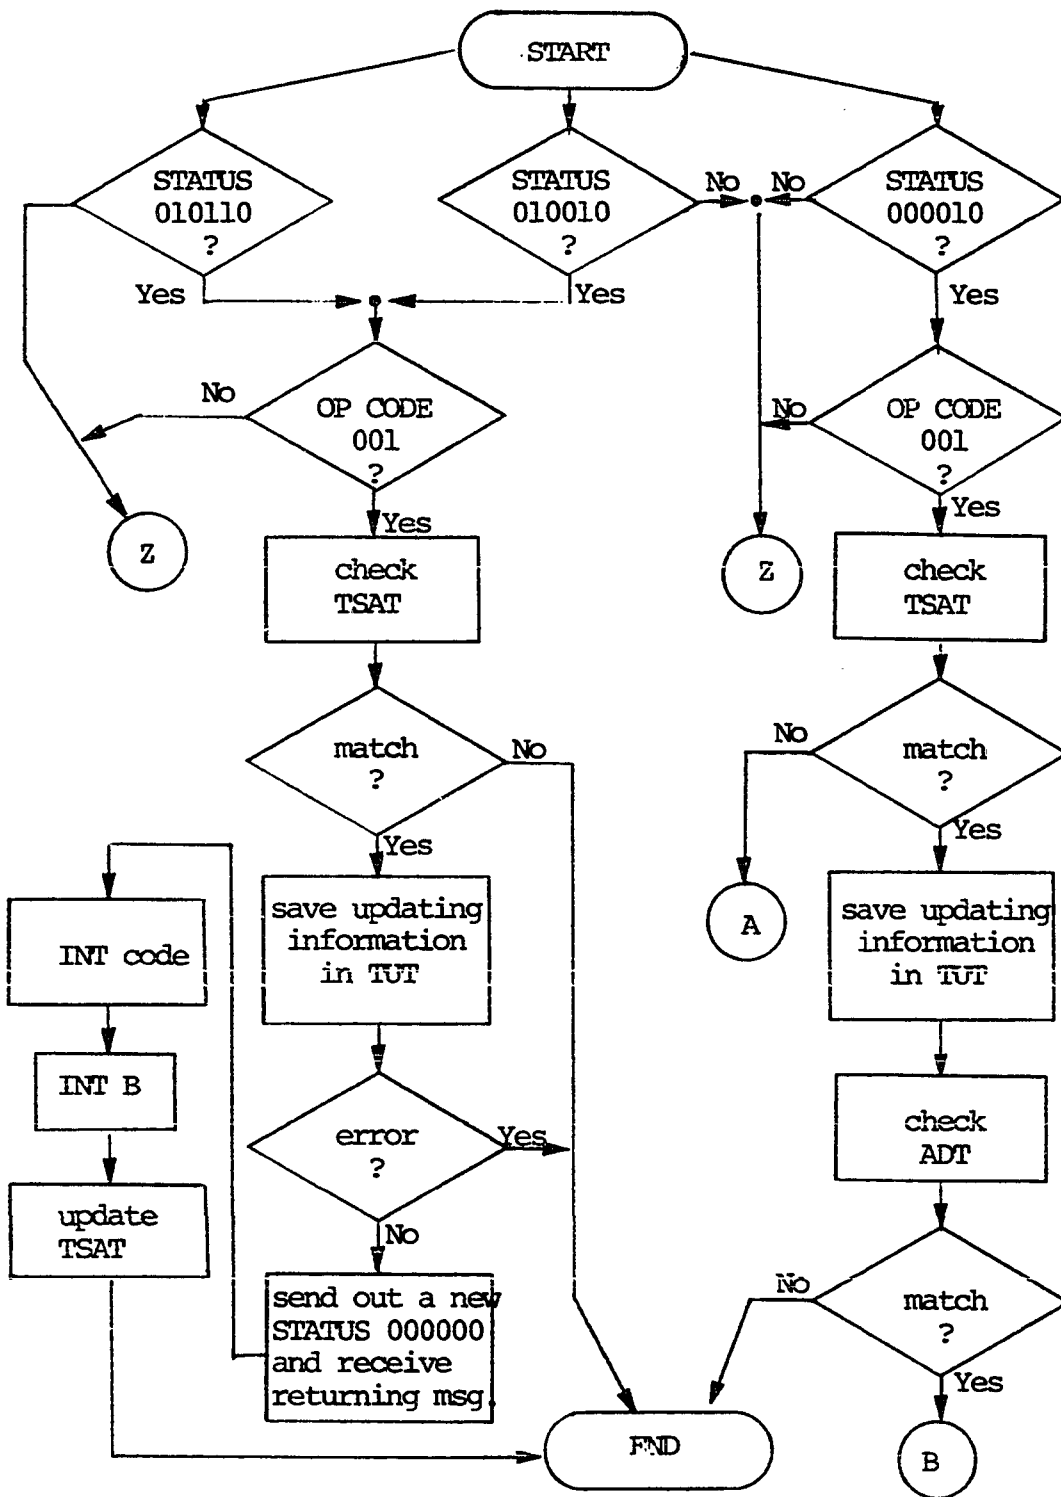 START
STATUS
010110
?
STATUS
010010
?
No
No
STATUS
000010
?
Yes
Yes
Yes
No
OP CODE
001
?
No
OP CODE
001
?
Yes
Yes
Z
check
TSAT
Z
check
TSAT
match
?
No
No
match
?
Yes
Yes
INT code
save updating
information
in TUT
A
save updating
information
in TUT
INT B
error
?
Yes
check
ADT
update
TSAT
No
send out a new
STATUS 000000
and receive
returning msg.
No
match
?
Yes
END
B